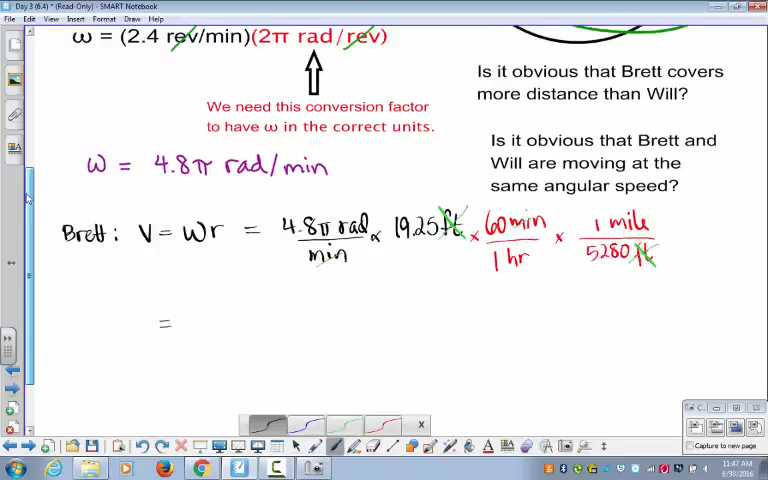 Day 3 (6.4) * (Read-Only) - SMART Notebook
File Edit View Insert Format Draw Help
ω = (2.4 rev/min)(2π rad/rev)
We need this conversion factor
to have ω in the correct units.
Is it obvious that Brett covers
more distance than Will?
Is it obvious that Brett and
Will are moving at the
same angular speed?
ω = 4.8π rad/min
Brett: V = ωr = 4.8π rad/min × 19.25 ft × 60 min/1 hr × 1 mile/5280 ft
=
x
C...
Capture to new page
11:47 AM
8/30/2016